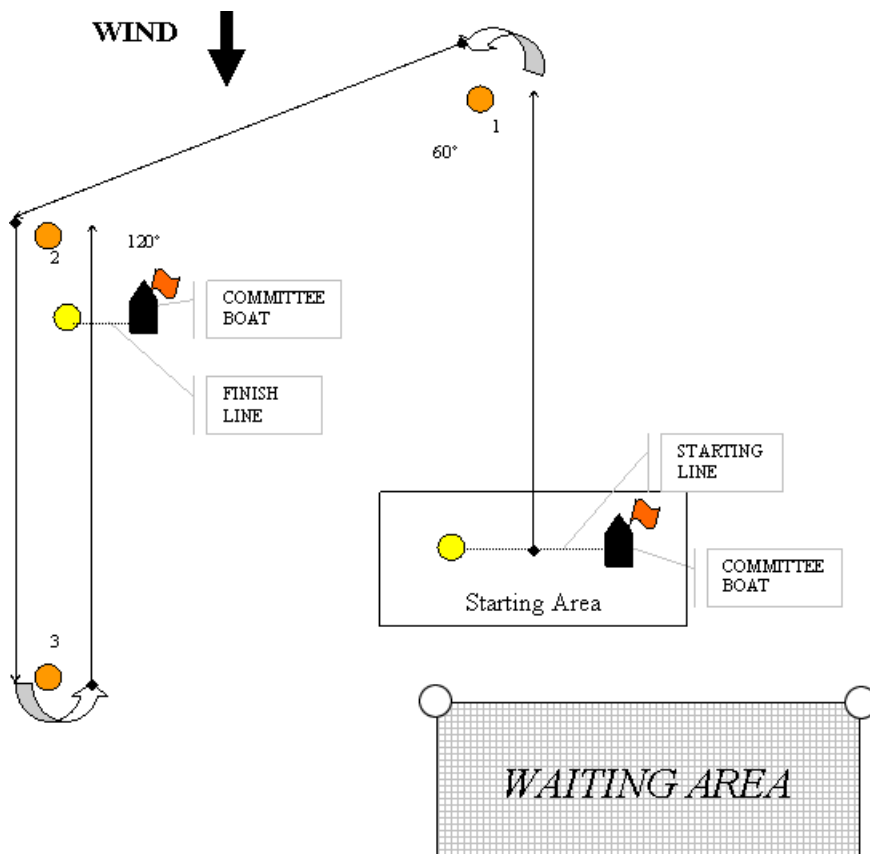 WIND
1
60°
2
120°
COMMITTEE
BOAT
FINISH
LINE
STARTING
LINE
COMMITTEE
BOAT
Starting Area
3
WAITING AREA